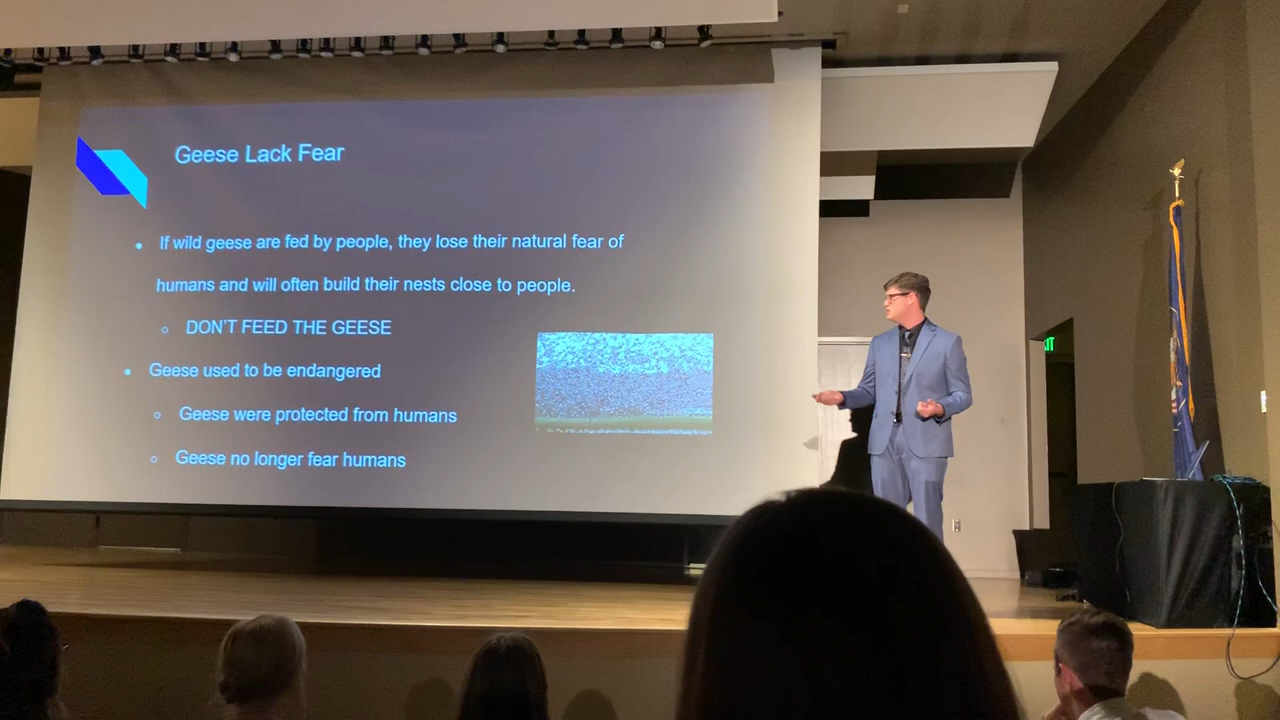 Geese Lack Fear
● If wild geese are fed by people, they lose their natural fear of
humans and will often build their nests close to people.
○ DON'T FEED THE GEESE
● Geese used to be endangered
○ Geese were protected from humans
○ Geese no longer fear humans